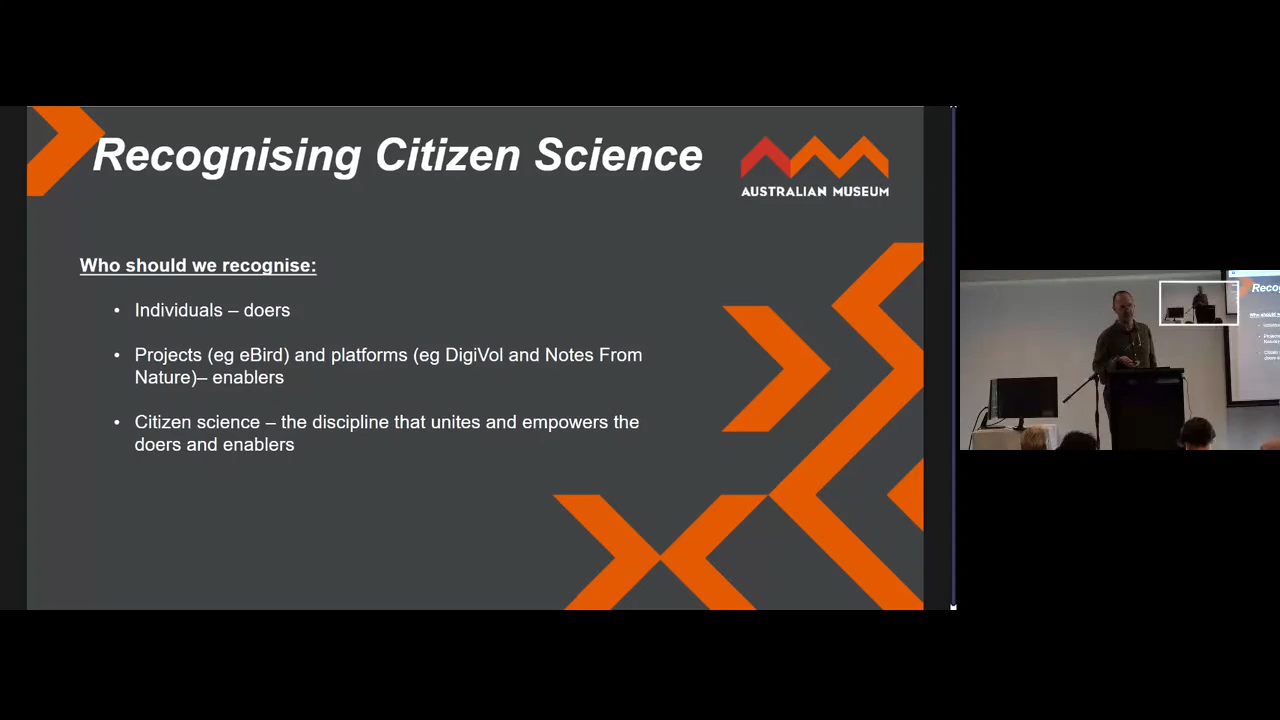 Recognising Citizen Science
AUSTRALIAN MUSEUM
Who should we recognise:
• Individuals – doers
• Projects (eg eBird) and platforms (eg DigiVol and Notes From
Nature)– enablers
• Citizen science – the discipline that unites and empowers the
doers and enablers
Reco